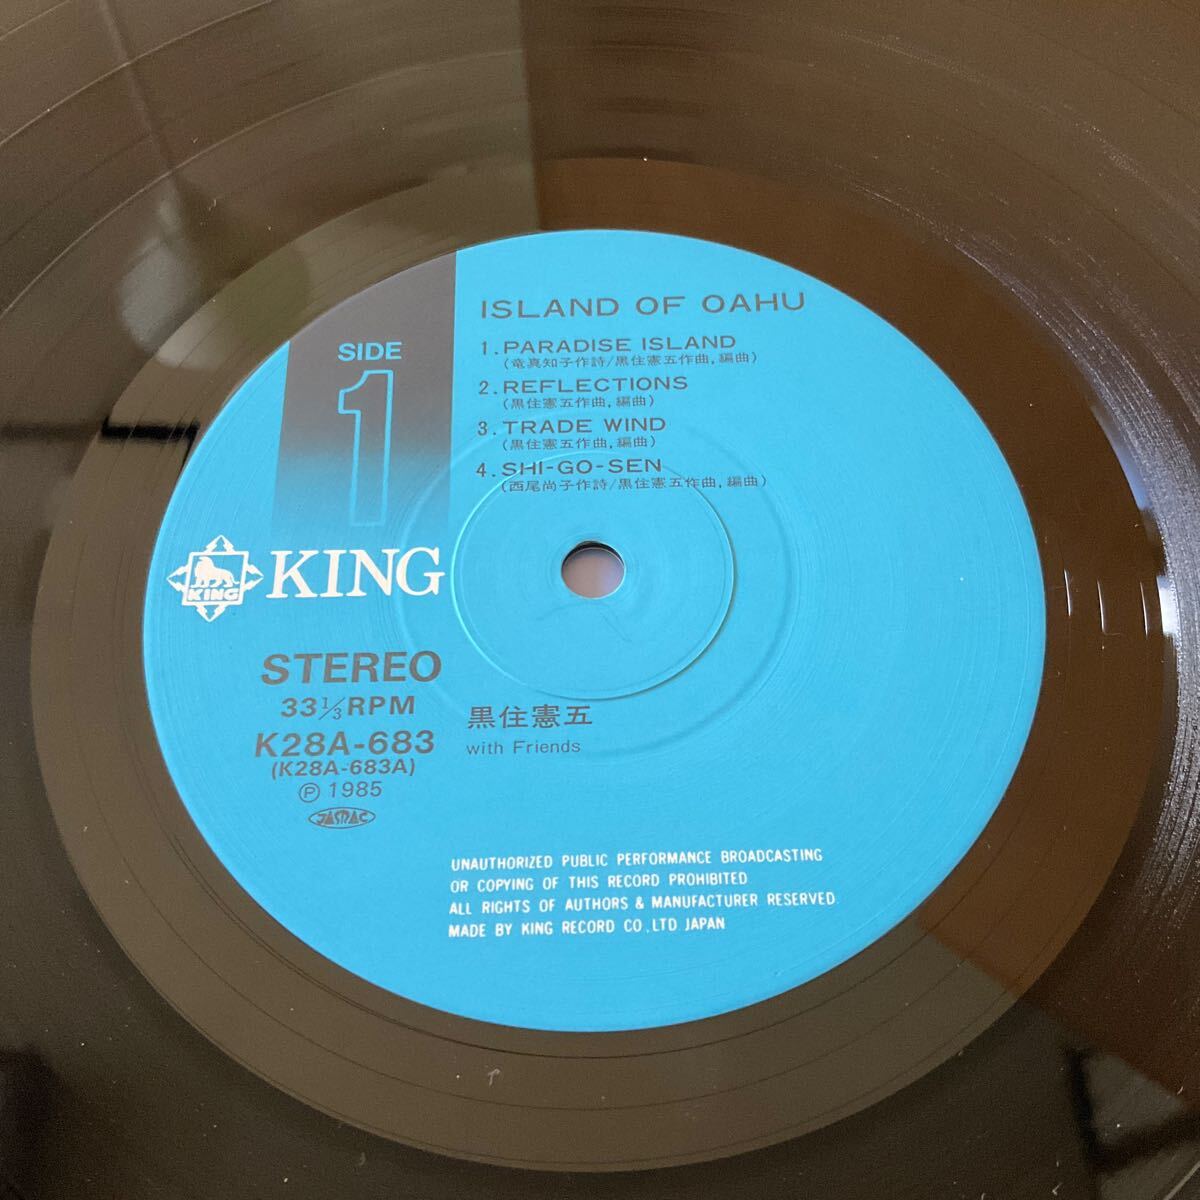 SIDE
1
ISLAND OF OAHU
1. PARADISE ISLAND
(竜真知子作詩/黒住憲五作曲, 編曲)
2. REFLECTIONS
(黒住憲五作曲, 編曲)
3. TRADE WIND
(黒住憲五作曲, 編曲)
4. SHI-GO-SEN
(西尾尚子作詩/黒住憲五作曲, 編曲)
KING
KING
STEREO
33⅓RPM
K28A-683
(K28A-683A)
Ⓟ 1985
JASRAC
黒住憲五
with Friends
UNAUTHORIZED PUBLIC PERFORMANCE BROADCASTING
OR COPYING OF THIS RECORD PROHIBITED
ALL RIGHTS OF AUTHORS & MANUFACTURER RESERVED
MADE BY KING RECORD CO.,LTD JAPAN